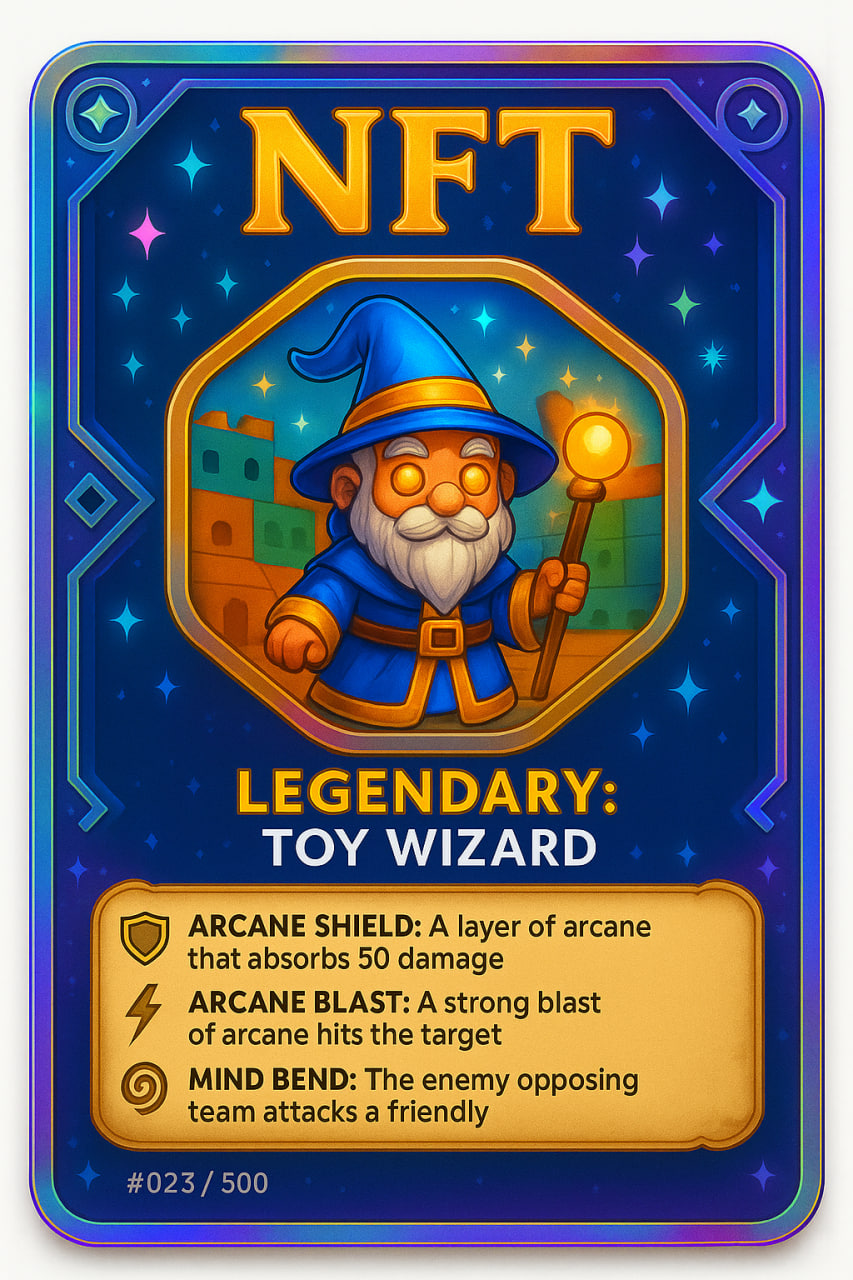 NFT
LEGENDARY:
TOY WIZARD
ARCANE SHIELD: A layer of arcane
that absorbs 50 damage
ARCANE BLAST: A strong blast
of arcane hits the target
MIND BEND: The enemy opposing
team attacks a friendly
#023 / 500